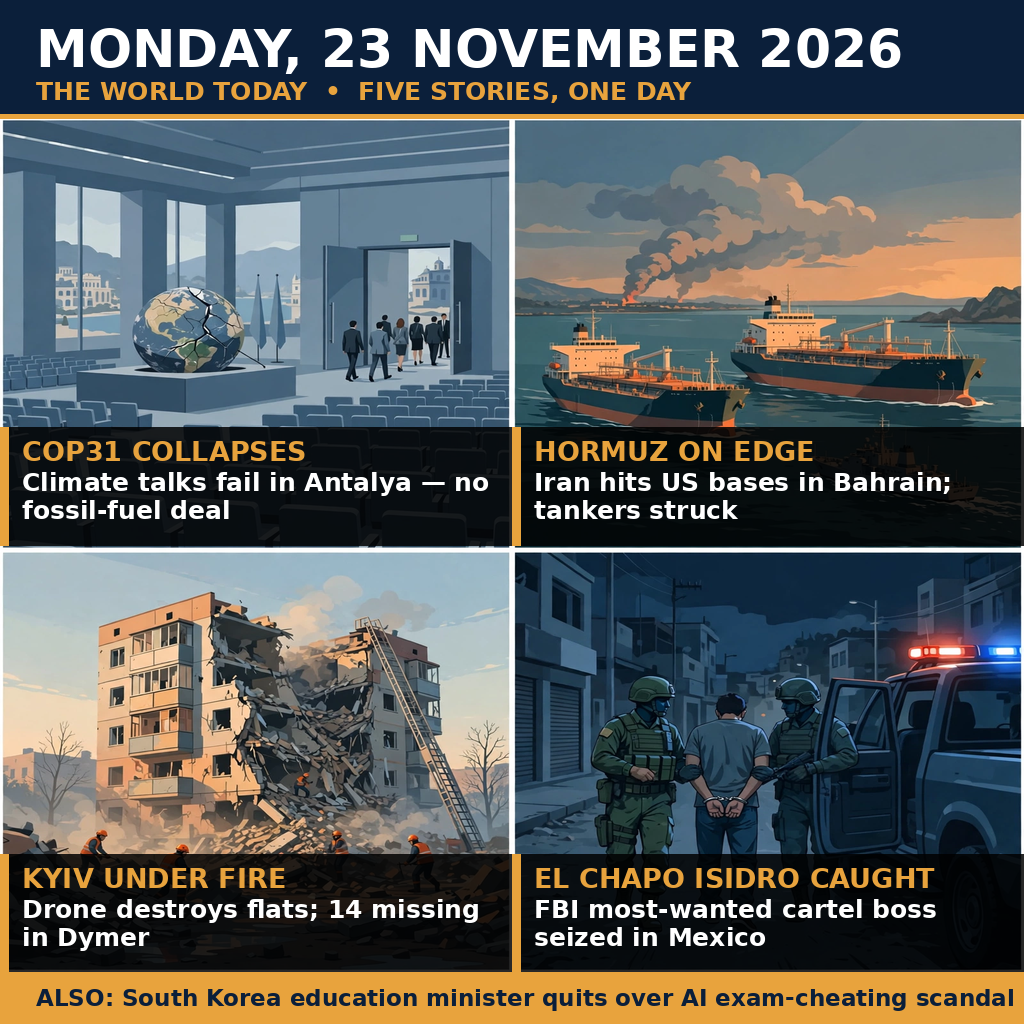 MONDAY, 23 NOVEMBER 2026
THE WORLD TODAY • FIVE STORIES, ONE DAY
COP31 COLLAPSES
Climate talks fail in Antalya — no
fossil-fuel deal
HORMUZ ON EDGE
Iran hits US bases in Bahrain;
tankers struck
KYIV UNDER FIRE
Drone destroys flats; 14 missing
in Dymer
EL CHAPO ISIDRO CAUGHT
FBI most-wanted cartel boss
seized in Mexico
ALSO: South Korea education minister quits over AI exam-cheating scandal